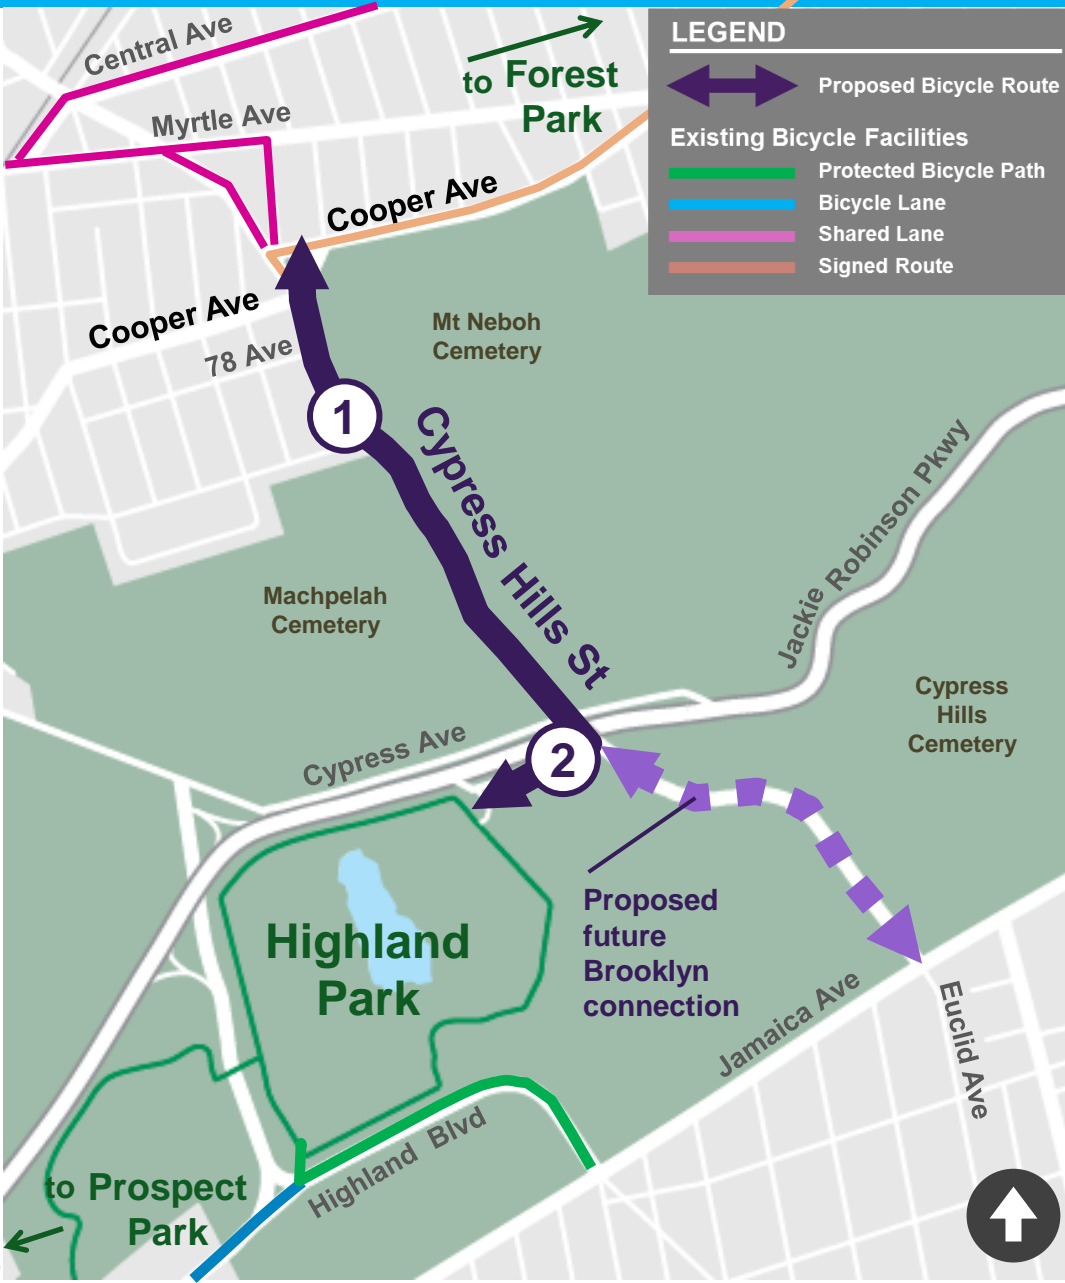 Central Ave
to Forest
Park
LEGEND
Proposed Bicycle Route
Existing Bicycle Facilities
Protected Bicycle Path
Bicycle Lane
Shared Lane
Signed Route
Myrtle Ave
Cooper Ave
Cooper Ave
78 Ave
Mt Neboh
Cemetery
1
Cypress Hills St
Jackie Robinson Pkwy
Machpelah
Cemetery
Cypress
Hills
Cemetery
Cypress Ave
2
Proposed
future
Brooklyn
connection
Highland
Park
Jamaica Ave
Euclid Ave
Highland Blvd
to Prospect
Park